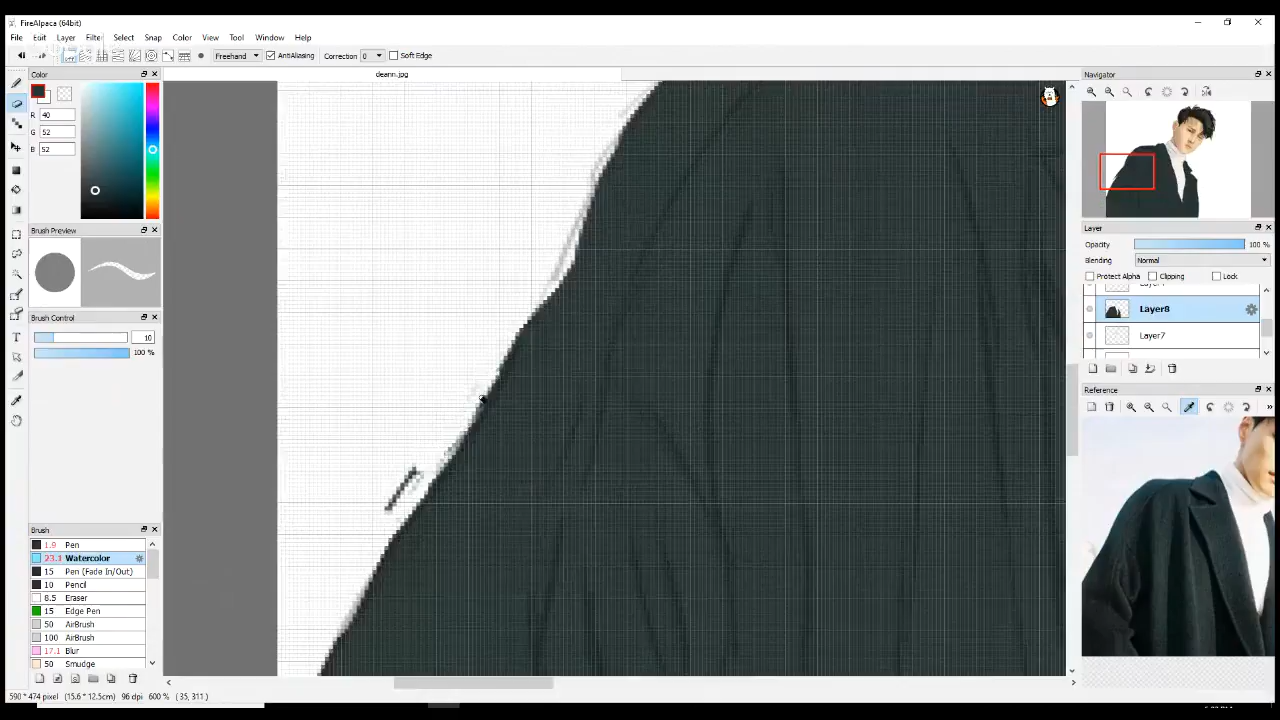 FireAlpaca (64bit)
File Edit Layer Filter Select Snap Color View Tool Window Help
Freehand AntiAliasing Correction 0 Soft Edge
Color
deann.jpg
Navigator
R 40
G 52
B 52
Layer
Opacity 100 %
Brush Preview
Blending Normal
Protect Alpha Clipping Lock
Layer8
Brush Control
Layer7
10
100 %
Reference
Brush
1.9 Pen
23.1 Watercolor
15 Pen (Fade In/Out)
10 Pencil
8.5 Eraser
15 Edge Pen
50 AirBrush
100 AirBrush
17.1 Blur
50 Smudge
590 * 474 pixel (15.6 * 12.5cm) 96 dpi 600 % ( 35, 311 )